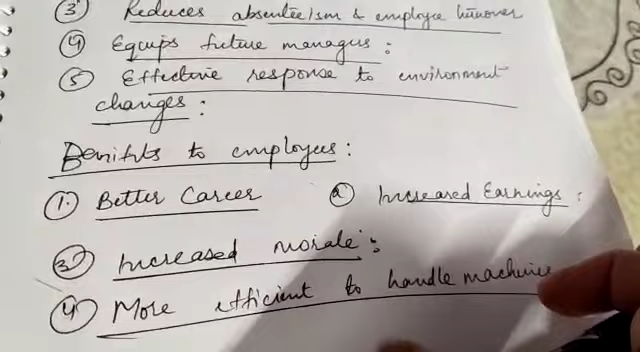 ③ Reduces absenteeism & employee turnover
④ Equips future managers :
⑤ Effective response to environment
changes :
Benifits to employees :
① Better Career ② Increased Earnings :
③ Increased morale :
④ More efficient to handle machines